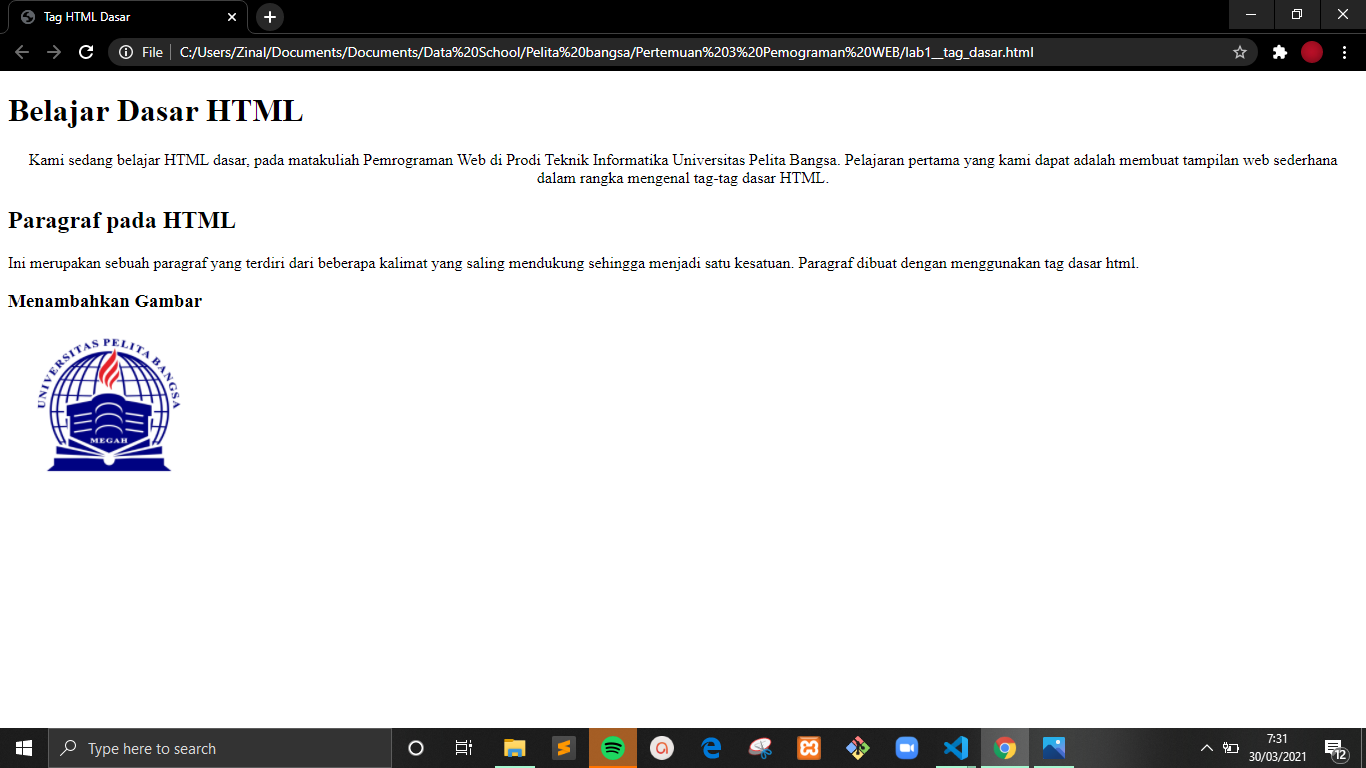 Tag HTML Dasar
File
C:/Users/Zinal/Documents/Documents/Data%20School/Pelita%20bangsa/Pertemuan%203%20Pemograman%20WEB/lab1__tag_dasar.html
Belajar Dasar HTML
Kami sedang belajar HTML dasar, pada matakuliah Pemrograman Web di Prodi Teknik Informatika Universitas Pelita Bangsa. Pelajaran pertama yang kami dapat adalah membuat tampilan web sederhana
dalam rangka mengenal tag-tag dasar HTML.
Paragraf pada HTML
Ini merupakan sebuah paragraf yang terdiri dari beberapa kalimat yang saling mendukung sehingga menjadi satu kesatuan. Paragraf dibuat dengan menggunakan tag dasar html.
Menambahkan Gambar
UNIVERSITAS PELITA BANGSA
MEGAH
Type here to search
7:31
30/03/2021
12